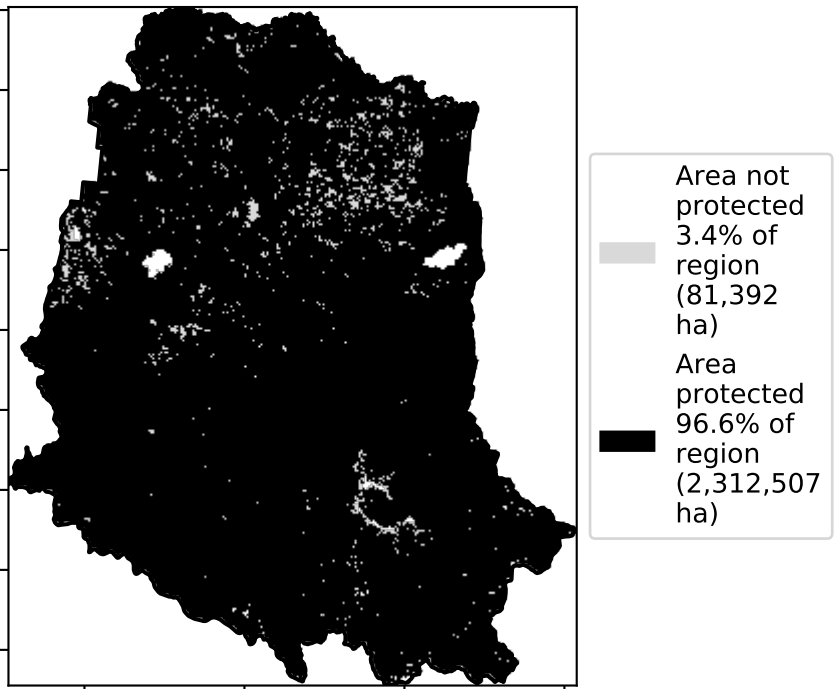 Area not
protected
3.4% of
region
(81,392
ha)
Area
protected
96.6% of
region
(2,312,507
ha)